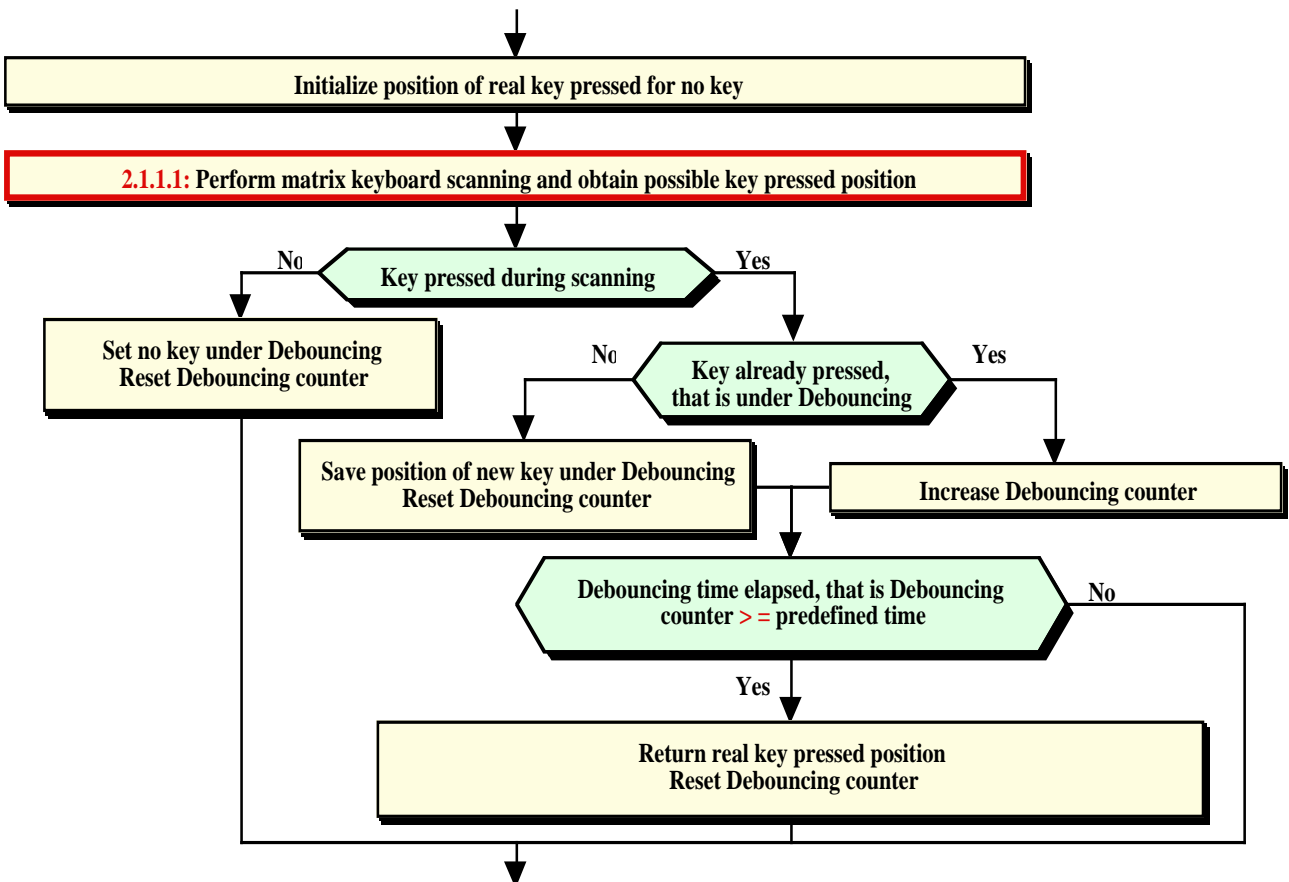 Initialize position of real key pressed for no key
2.1.1.1: Perform matrix keyboard scanning and obtain possible key pressed position
No
Key pressed during scanning
Yes
Set no key under Debouncing
Reset Debouncing counter
No
Key already pressed,
that is under Debouncing
Yes
Save position of new key under Debouncing
Reset Debouncing counter
Increase Debouncing counter
Debouncing time elapsed, that is Debouncing
counter > = predefined time
No
Yes
Return real key pressed position
Reset Debouncing counter